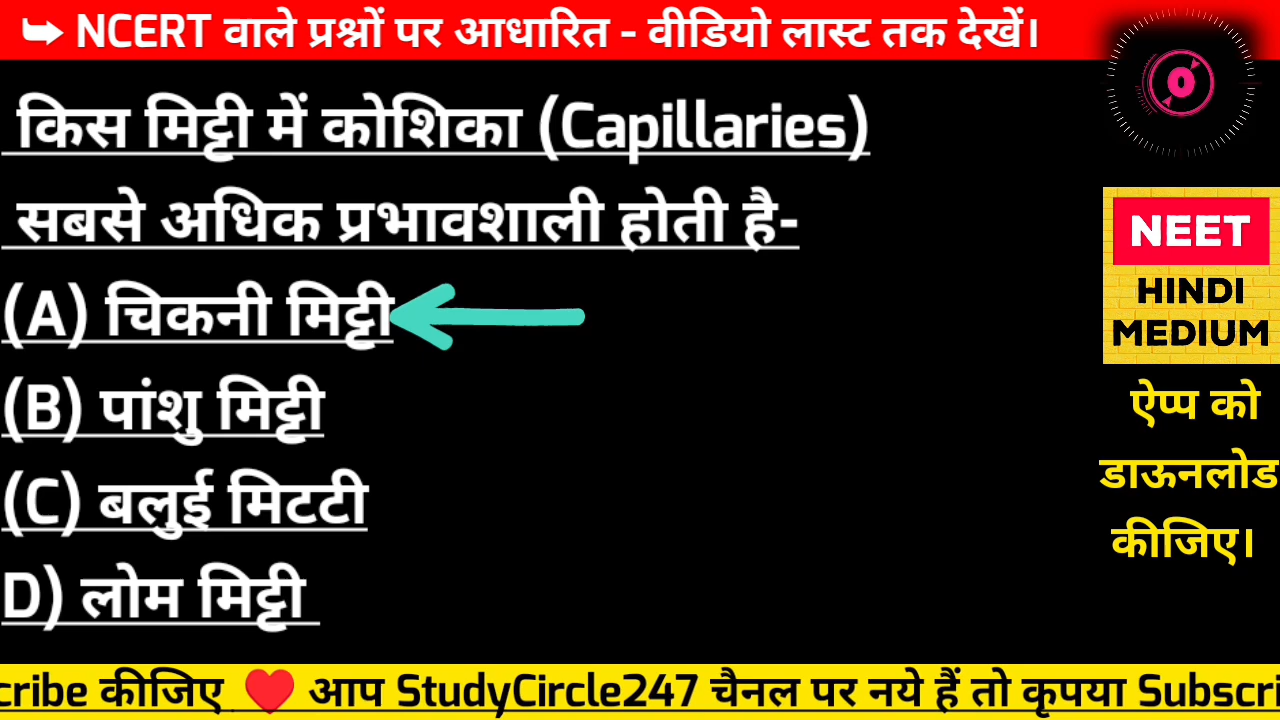 ➥ NCERT वाले प्रश्नों पर आधारित - वीडियो लास्ट तक देखें।
किस मिट्टी में कोशिका (Capillaries)
सबसे अधिक प्रभावशाली होती है-
(A) चिकनी मिट्टी
(B) पांशु मिट्टी
(C) बलुई मिटटी
D) लोम मिट्टी
0
NEET
HINDI
MEDIUM
ऐप्प को
डाऊनलोड
कीजिए।
cribe कीजिए ❤️ आप StudyCircle247 चैनल पर नये हैं तो कृपया Subscri